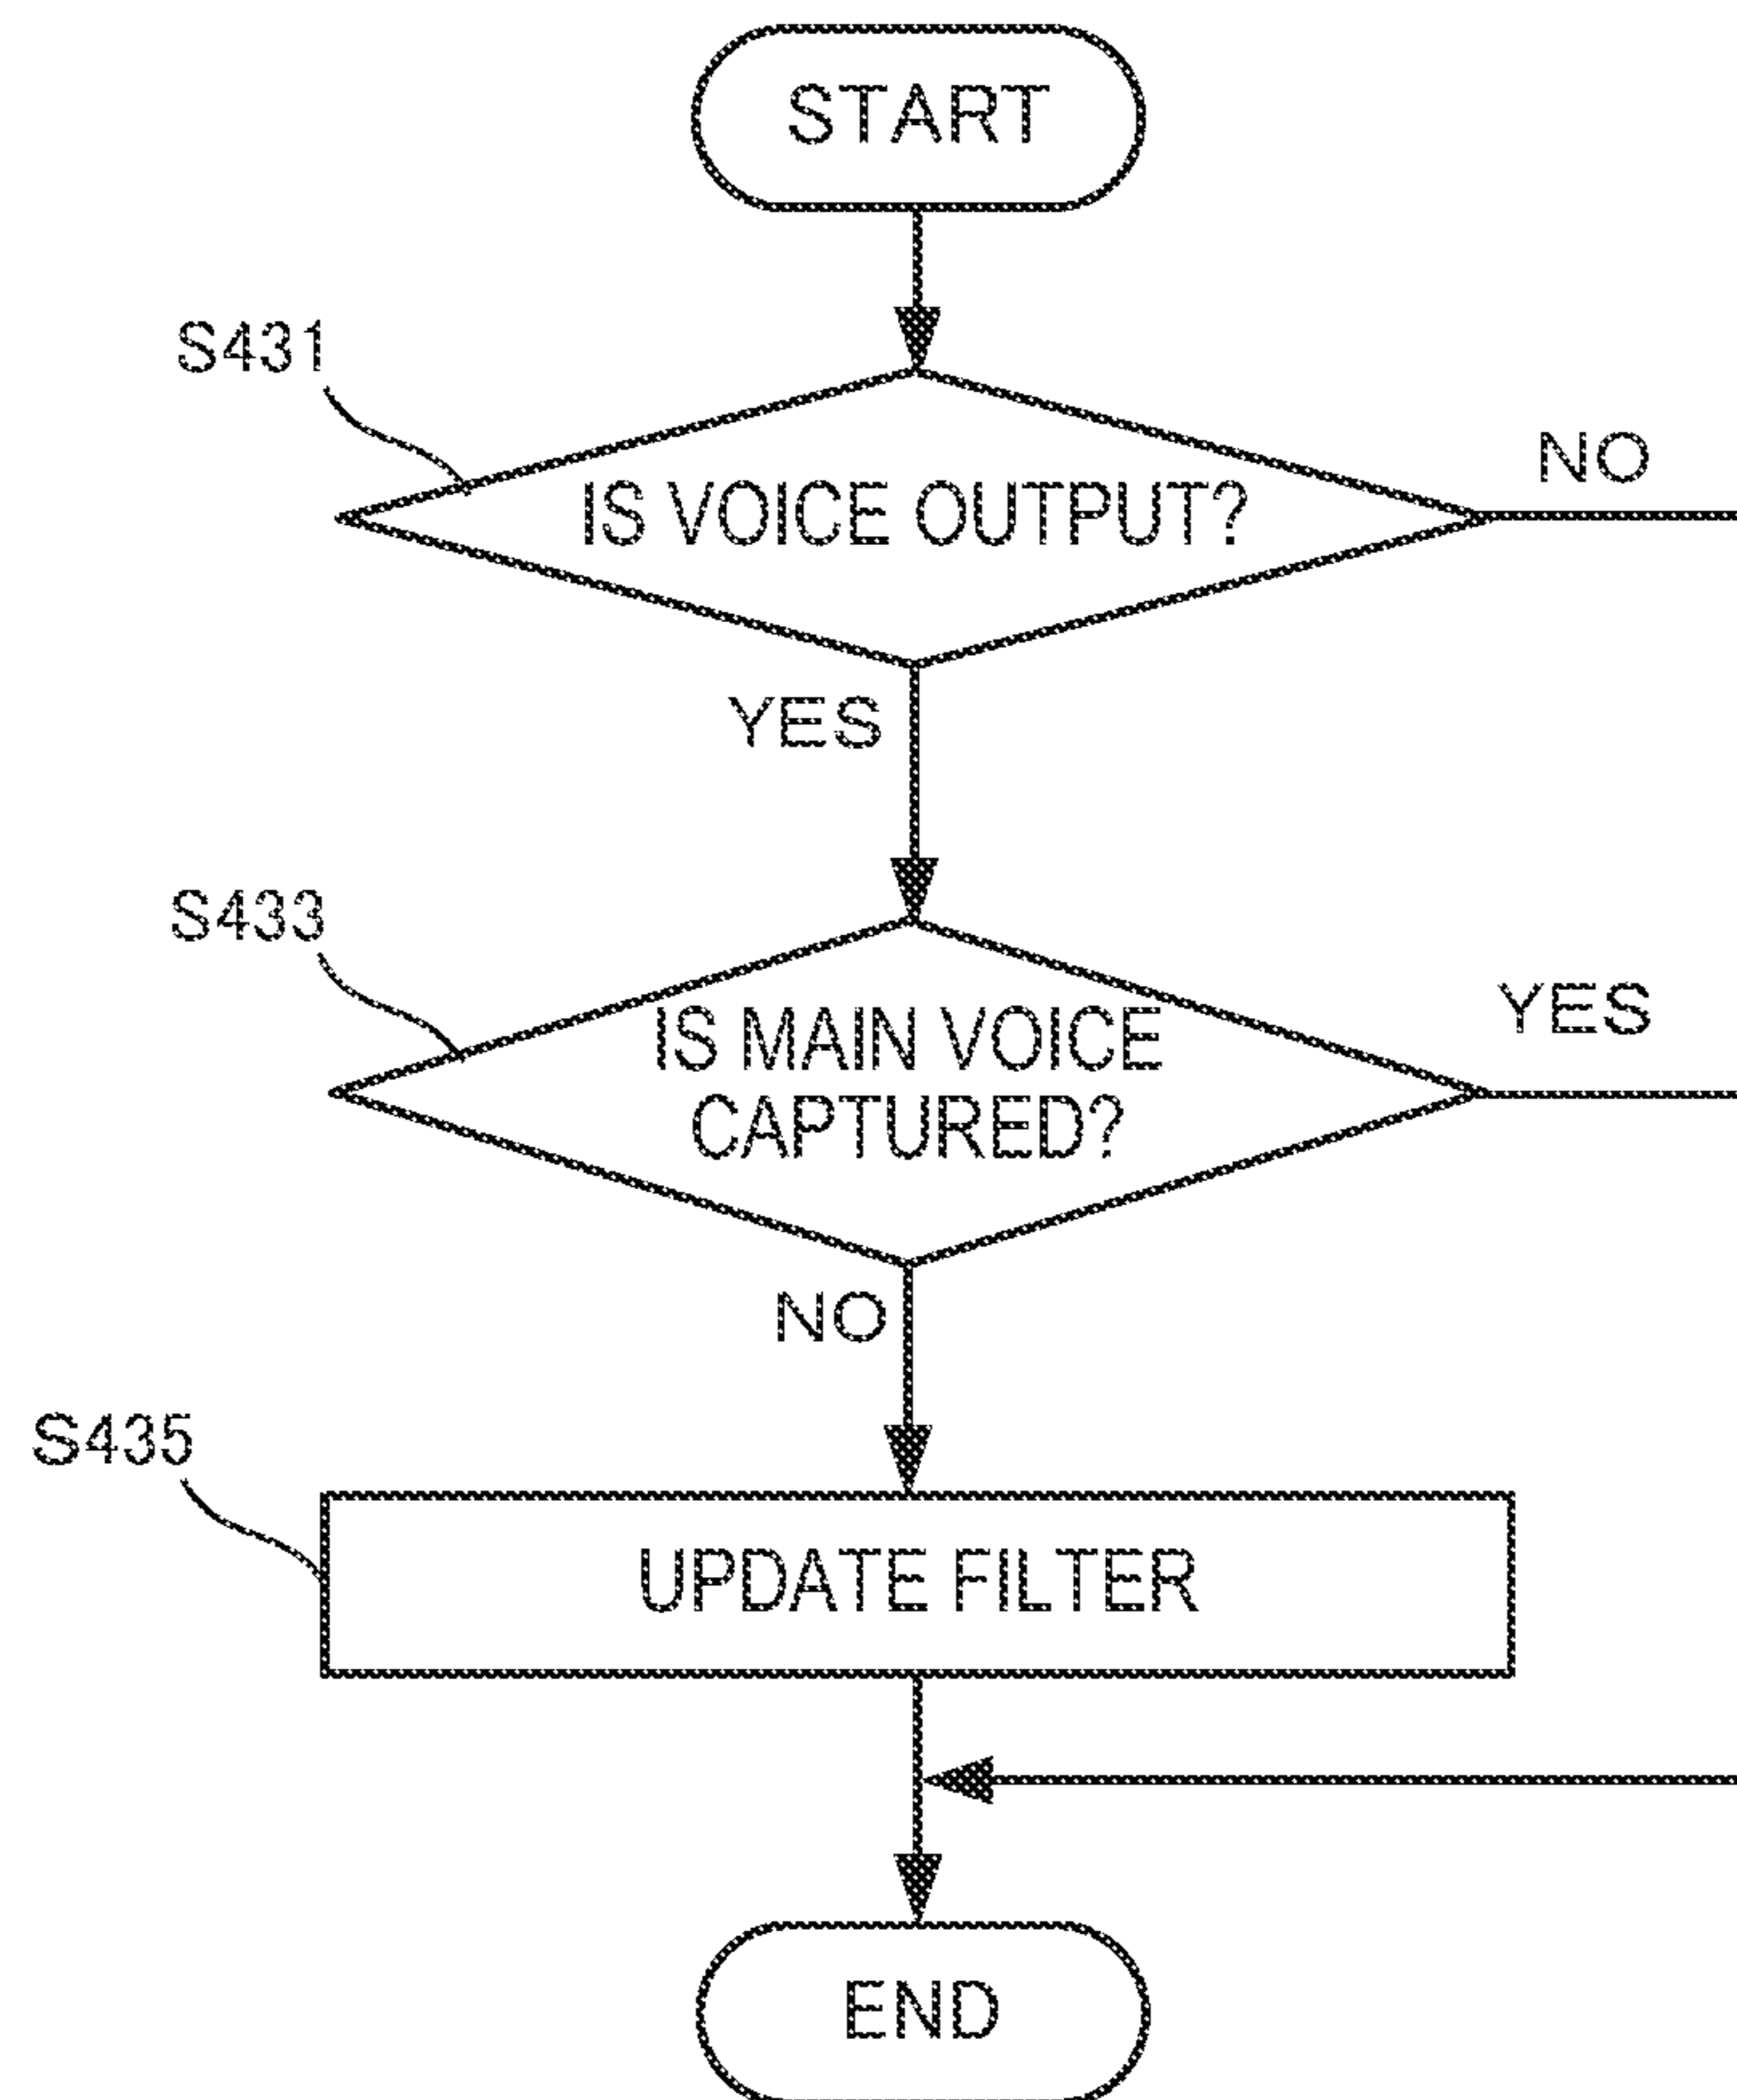 START
S431
IS VOICE OUTPUT?
NO
YES
S433
IS MAIN VOICE
CAPTURED?
YES
NO
S435
UPDATE FILTER
END